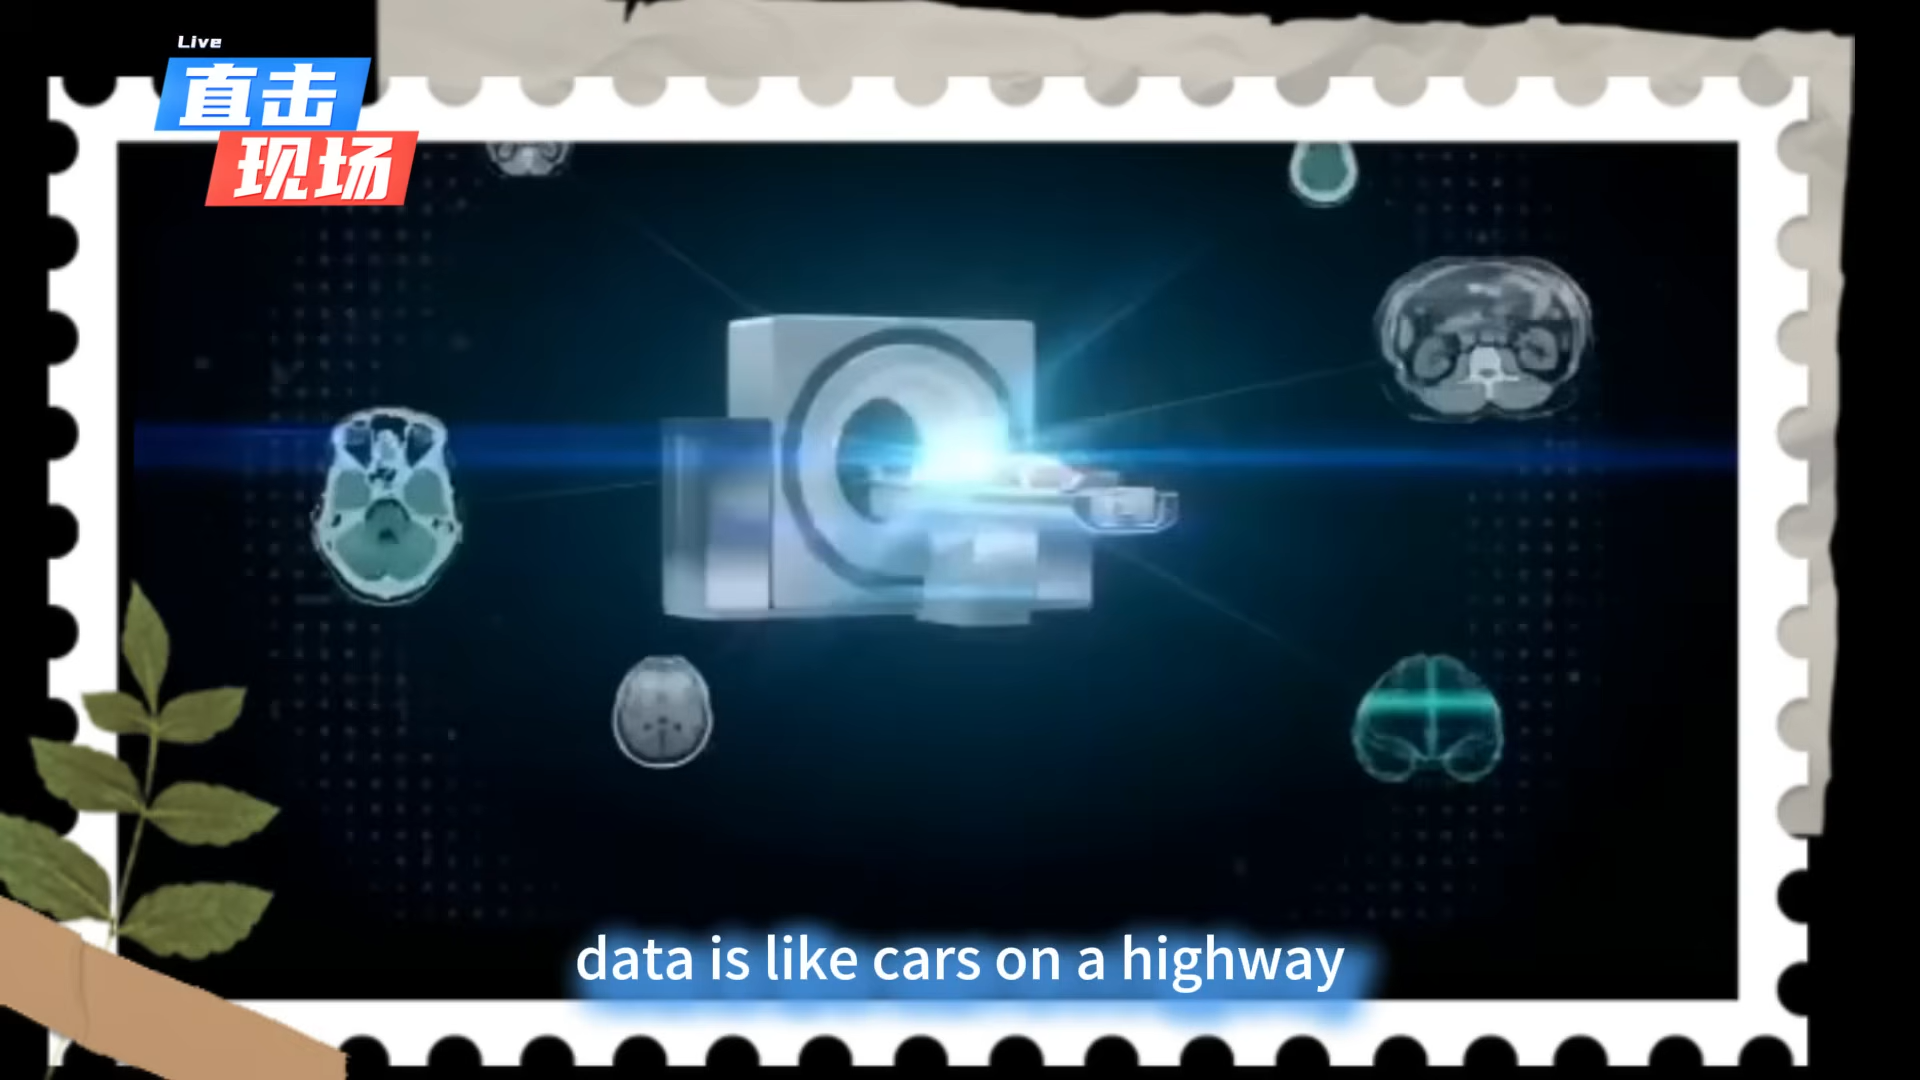 Live
直击
现场
data is like cars on a highway